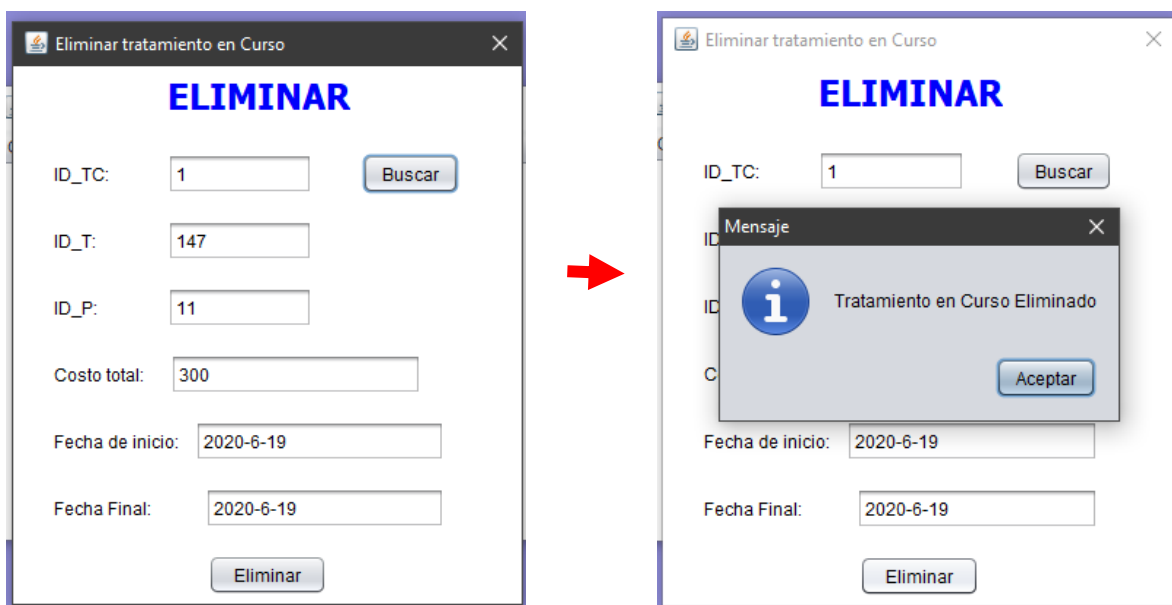 Eliminar tratamiento en Curso
ELIMINAR
ID_TC: 1 Buscar
ID_T: 147
ID_P: 11
Costo total: 300
Fecha de inicio: 2020-6-19
Fecha Final: 2020-6-19
Eliminar
Eliminar tratamiento en Curso
ELIMINAR
ID_TC: 1 Buscar
Mensaje
ID
Tratamiento en Curso Eliminado
ID
C
Aceptar
Fecha de inicio: 2020-6-19
Fecha Final: 2020-6-19
Eliminar